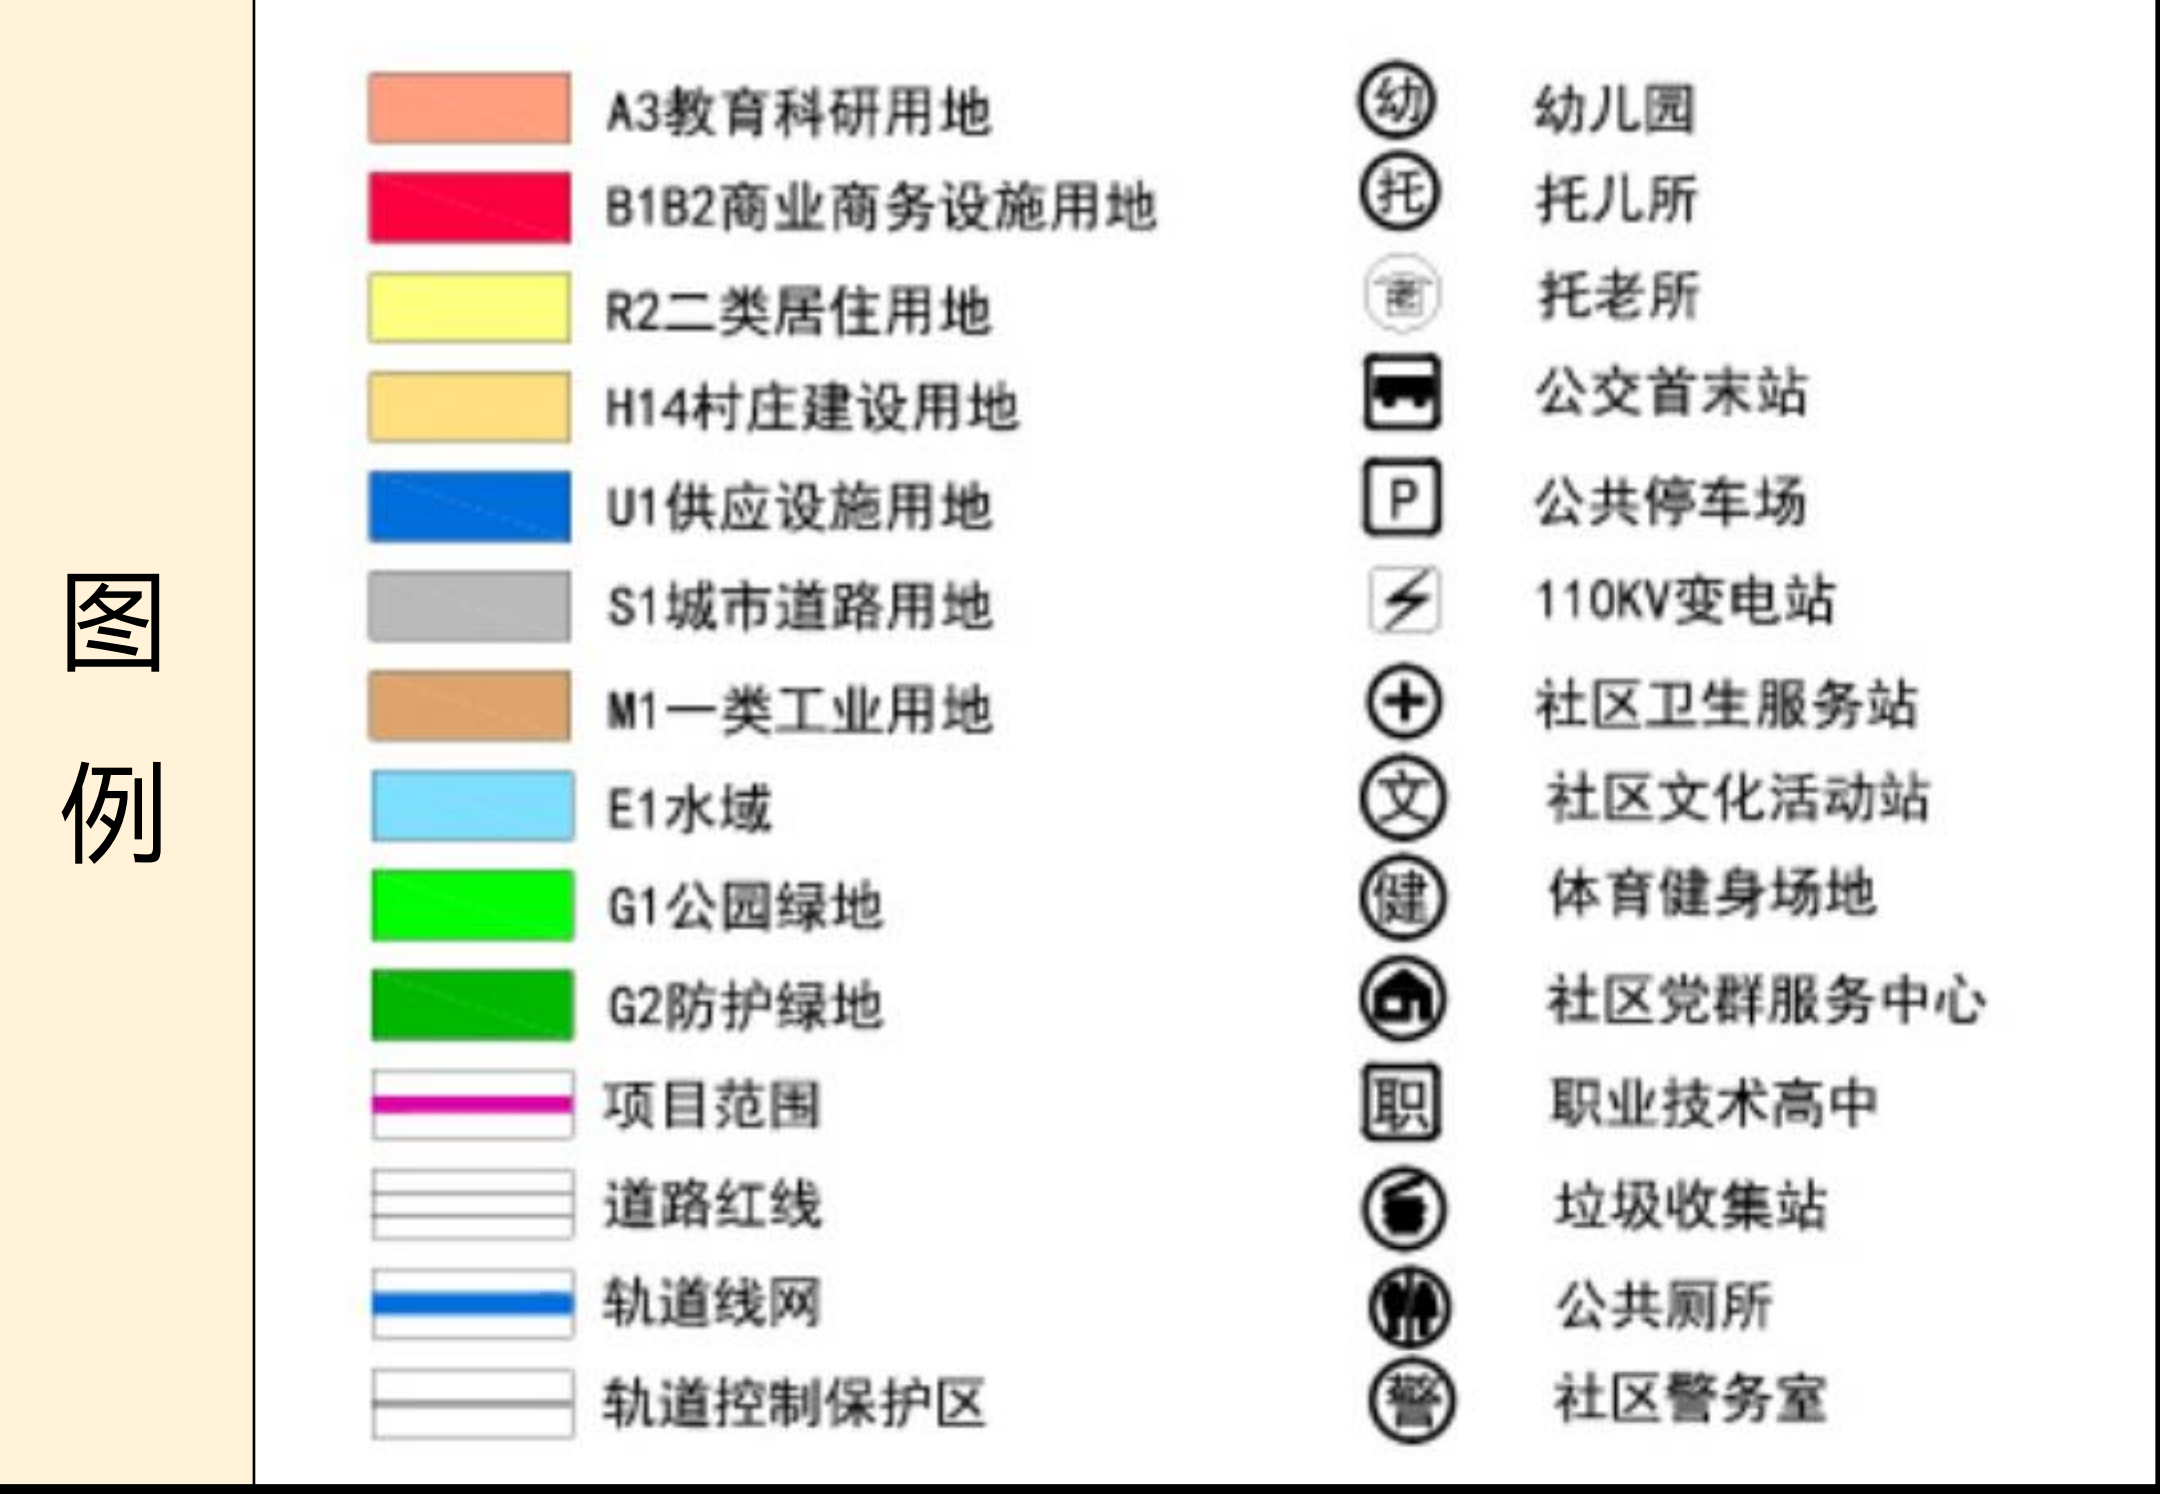 图
例
A3教育科研用地
B1B2商业商务设施用地
R2二类居住用地
H14村庄建设用地
U1供应设施用地
S1城市道路用地
M1一类工业用地
E1水域
G1公园绿地
G2防护绿地
项目范围
道路红线
轨道线网
轨道控制保护区
幼 幼儿园
托 托儿所
老 托老所
公交首末站
P 公共停车场
110KV变电站
社区卫生服务站
文 社区文化活动站
健 体育健身场地
社区党群服务中心
职 职业技术高中
垃圾收集站
公共厕所
警 社区警务室